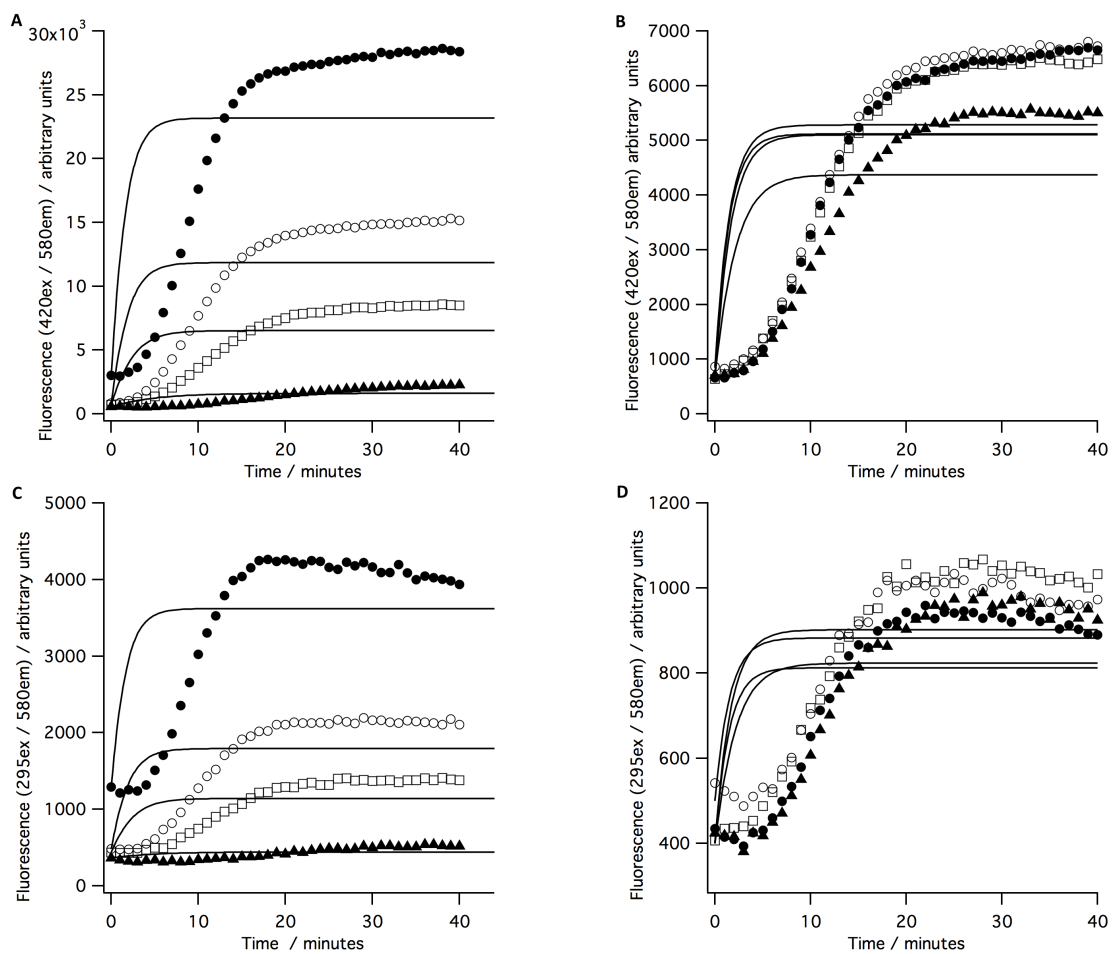 A
30x10³
25
20
15
10
5
0
Fluorescence (420ex / 580em) / arbitrary units
0 10 20 30 40
Time / minutes
B
7000
6000
5000
4000
3000
2000
1000
0
Fluorescence (420ex / 580em) arbitrary units
0 10 20 30 40
Time / minutes
C
5000
4000
3000
2000
1000
0
Fluorescence (295ex / 580em) / arbitrary units
0 10 20 30 40
Time / minutes
D
1200
1000
800
600
400
Fluorescence (295ex / 580em) / arbitrary units
0 10 20 30 40
Time / minutes